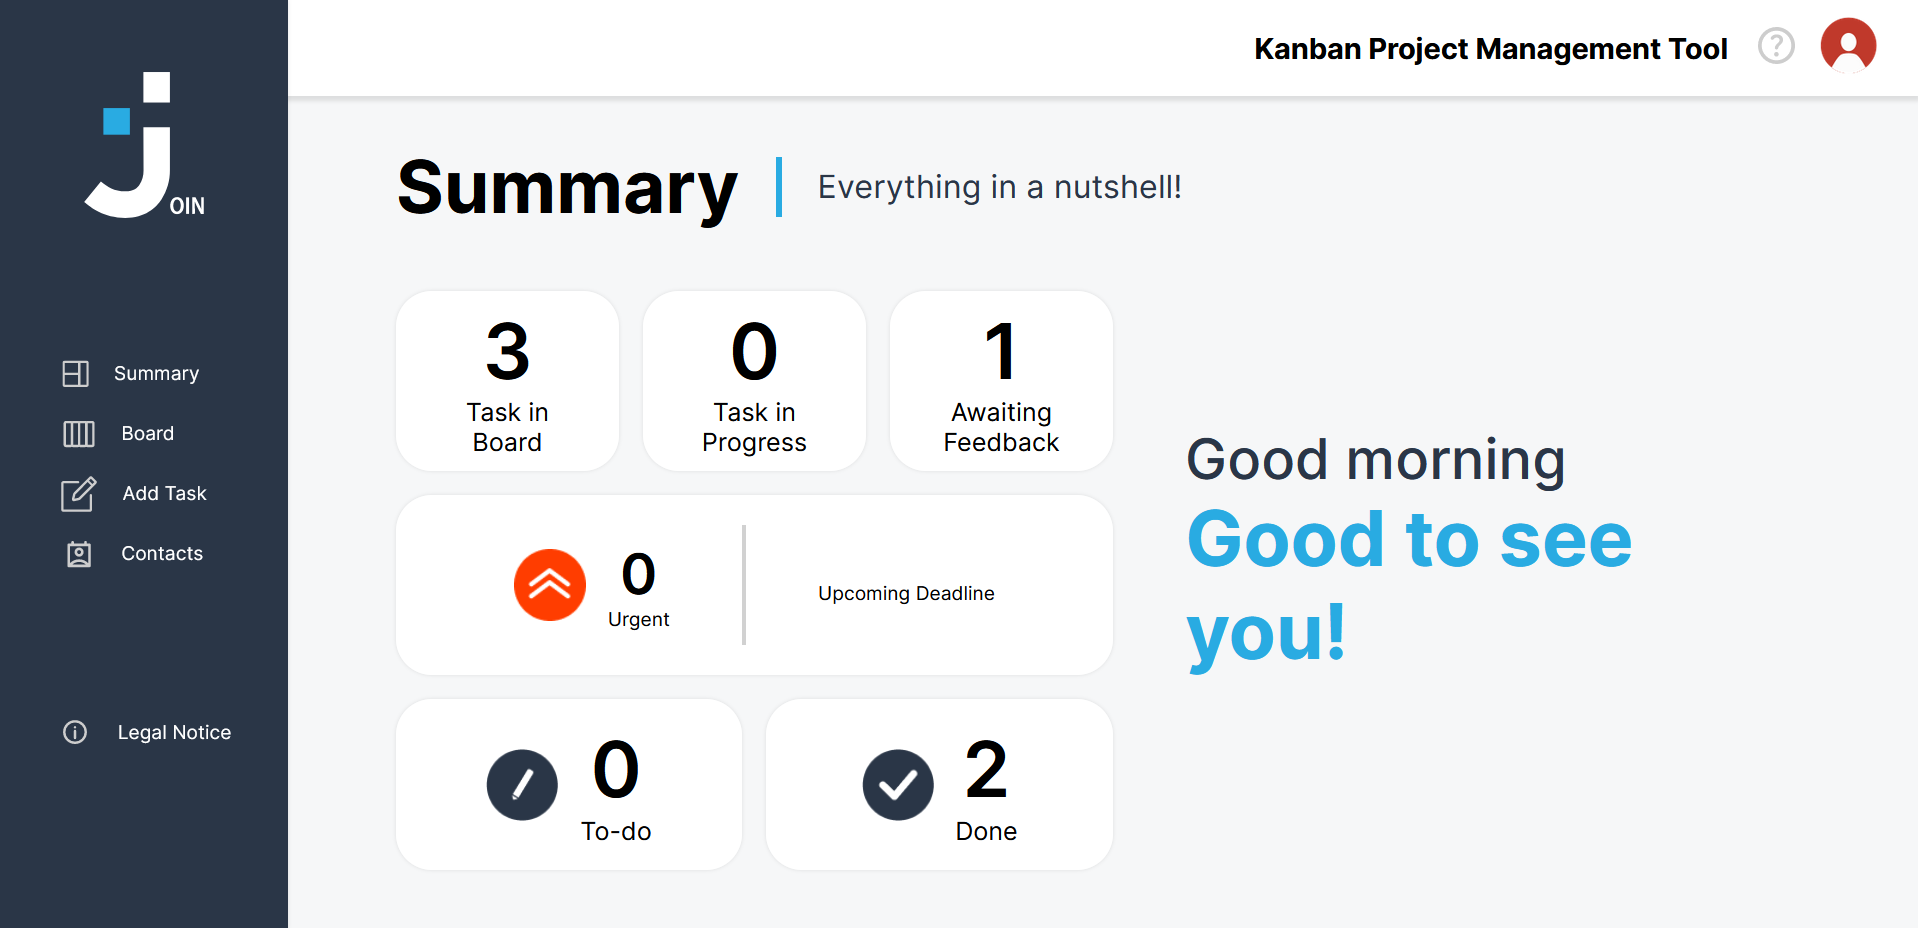 Kanban Project Management Tool
OIN
Summary
Board
Add Task
Contacts
Legal Notice
Summary
Everything in a nutshell!
3
Task in
Board
0
Task in
Progress
1
Awaiting
Feedback
0
Urgent
Upcoming Deadline
0
To-do
2
Done
Good morning
Good to see
you!